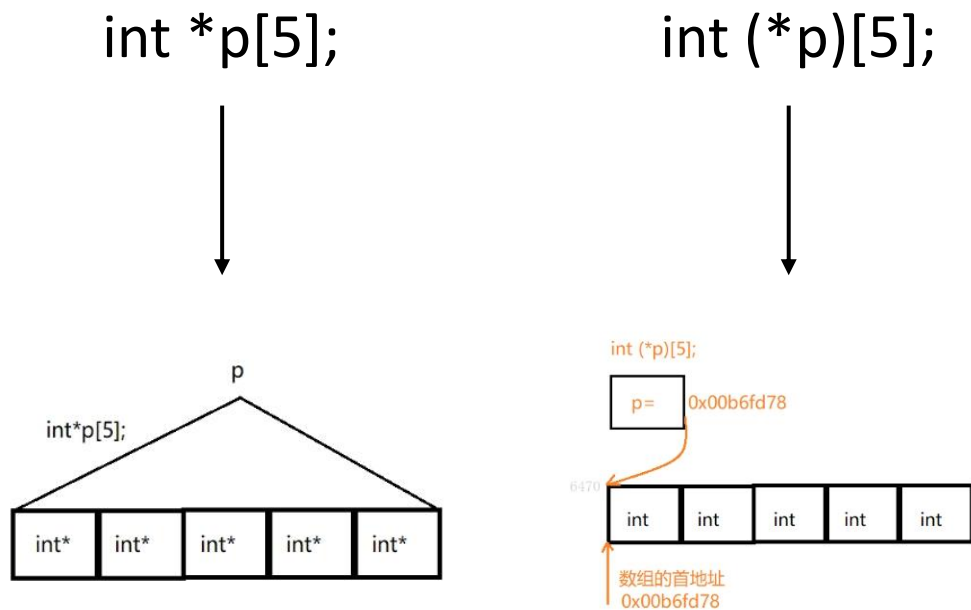 int *p[5];
int (*p)[5];
p
int*p[5];
int* int* int* int* int*
int (*p)[5];
p= 0x00b6fd78
6470
int int int int int
数组的首地址
0x00b6fd78